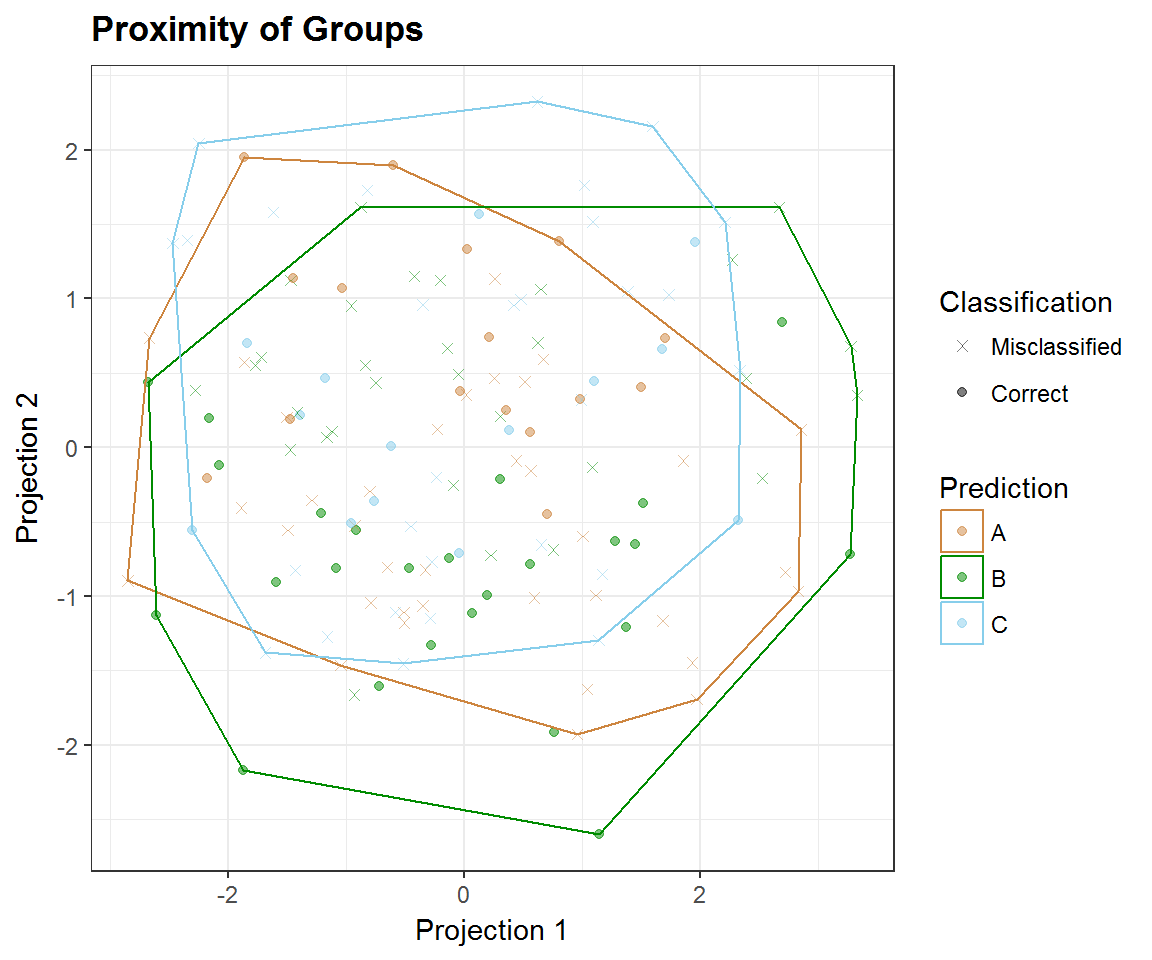 Proximity of Groups
Projection 2
2
1
0
-1
-2
-2
0
2
Projection 1
Classification
Misclassified
Correct
Prediction
A
B
C